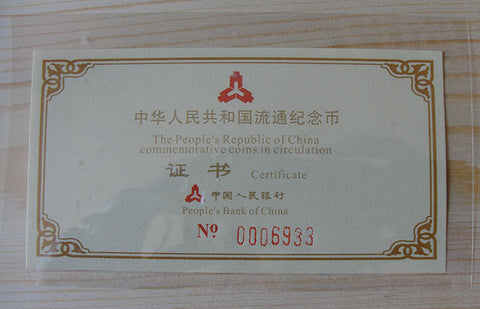 中华人民共和国流通纪念币
The People's Republic of China
commemorative coins in circulation
证书 Certificate
中国人民银行
People's Bank of China
Nº 0006933